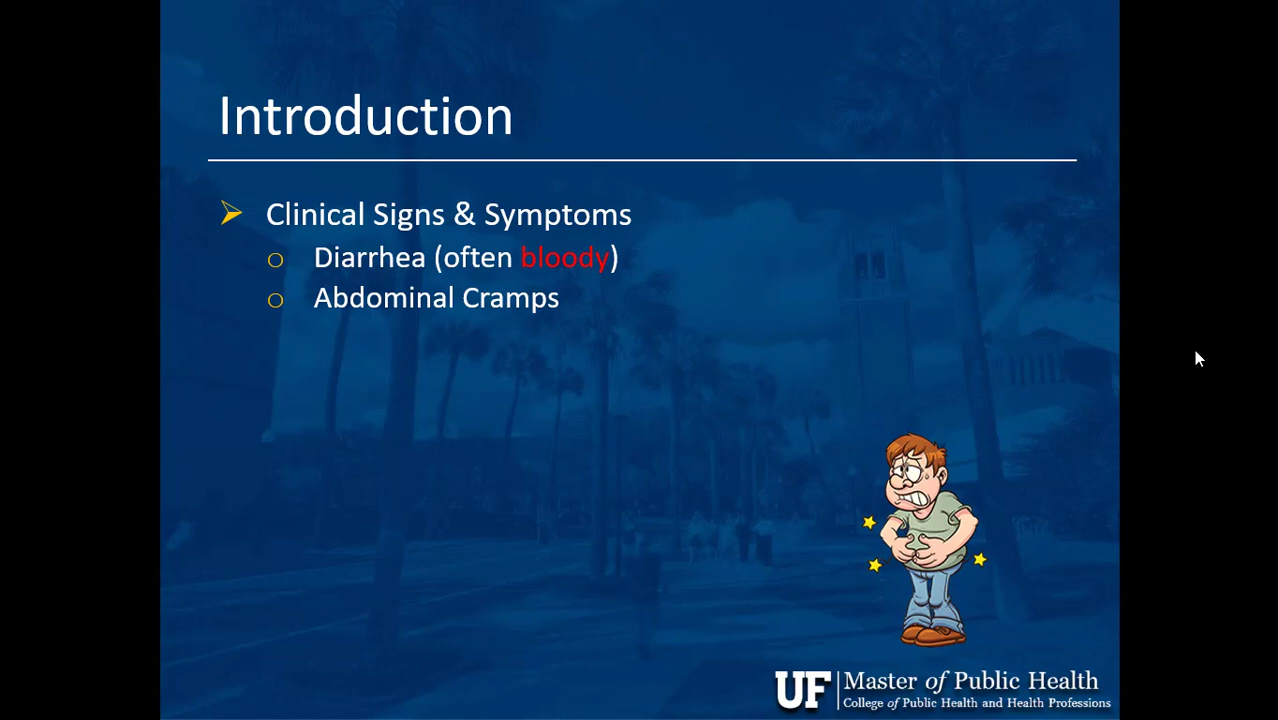 Introduction
Clinical Signs & Symptoms
Diarrhea (often bloody)
Abdominal Cramps
UF Master of Public Health
College of Public Health and Health Professions